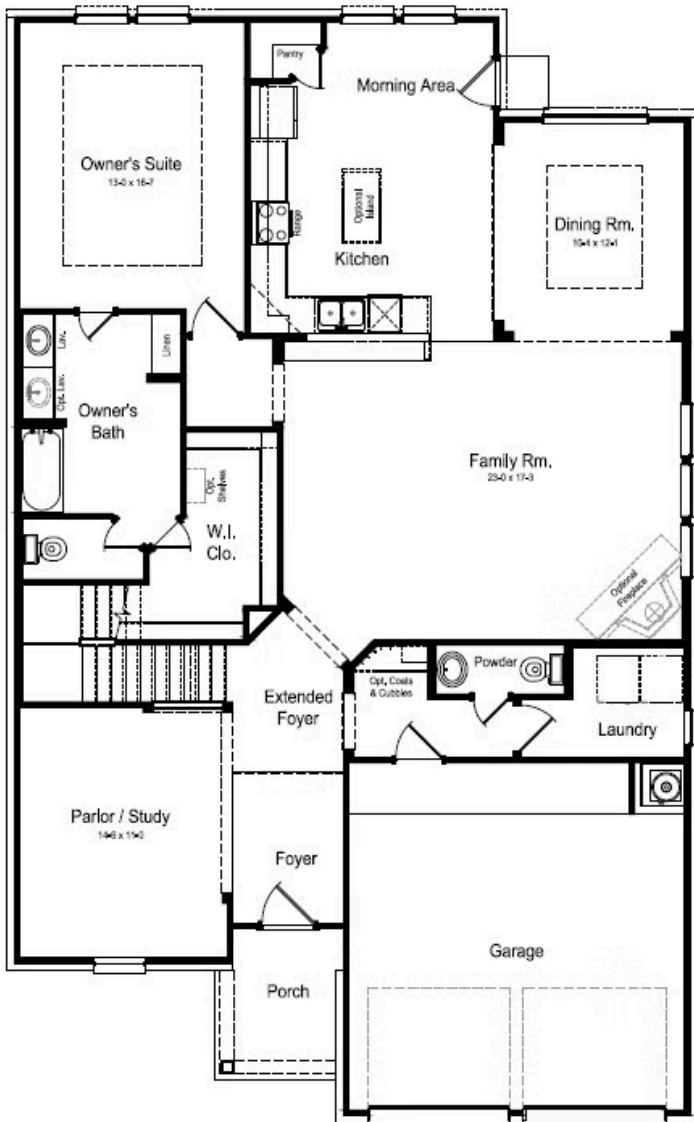 Pantry
Morning Area
Owner's Suite
13-0 x 16-7
Optional
Island
Range
Dining Rm.
10-4 x 12-1
Kitchen
Lav.
Linen
Opt. Lav.
Owner's
Bath
Family Rm.
23-0 x 17-3
Opt.
Shelves
W.I.
Clo.
Optional
Fireplace
Powder
Opt. Coats
& Cubbies
Extended
Foyer
Laundry
Parlor / Study
14-6 x 11-0
Foyer
Garage
Porch